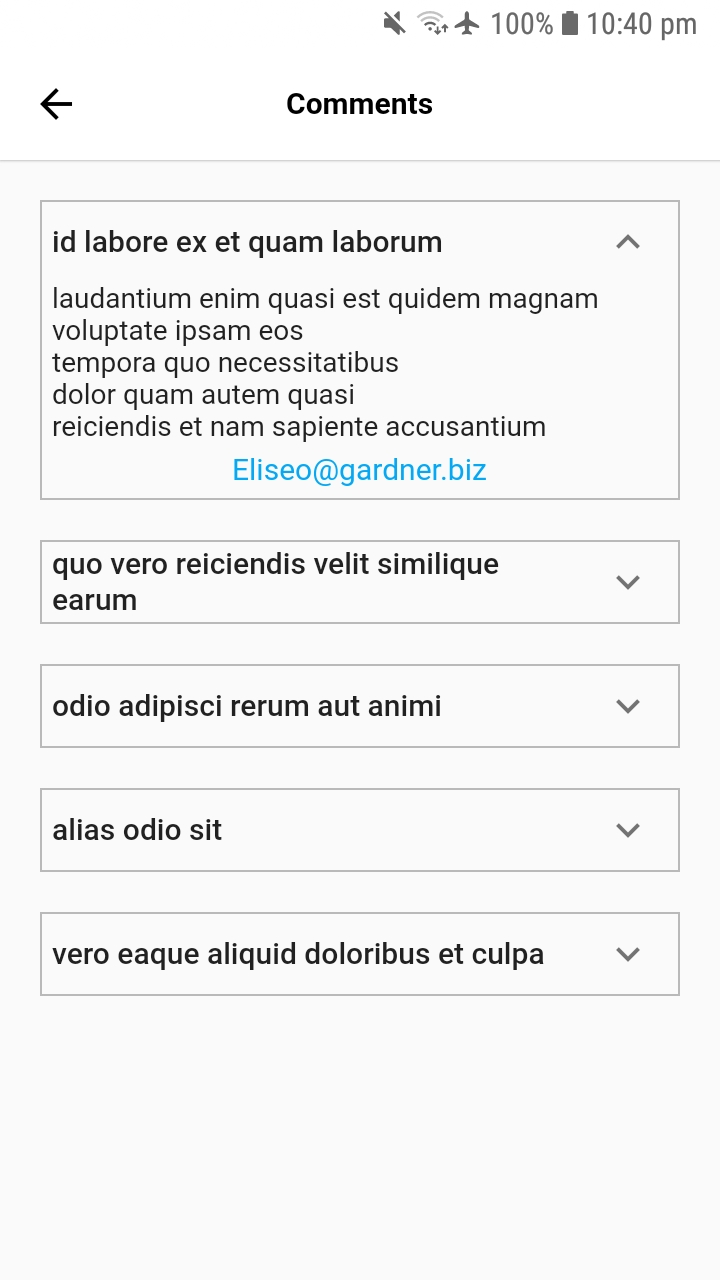 100% 10:40 pm
Comments
id labore ex et quam laborum
laudantium enim quasi est quidem magnam
voluptate ipsam eos
tempora quo necessitatibus
dolor quam autem quasi
reiciendis et nam sapiente accusantium
Eliseo@gardner.biz
quo vero reiciendis velit similique
earum
odio adipisci rerum aut animi
alias odio sit
vero eaque aliquid doloribus et culpa